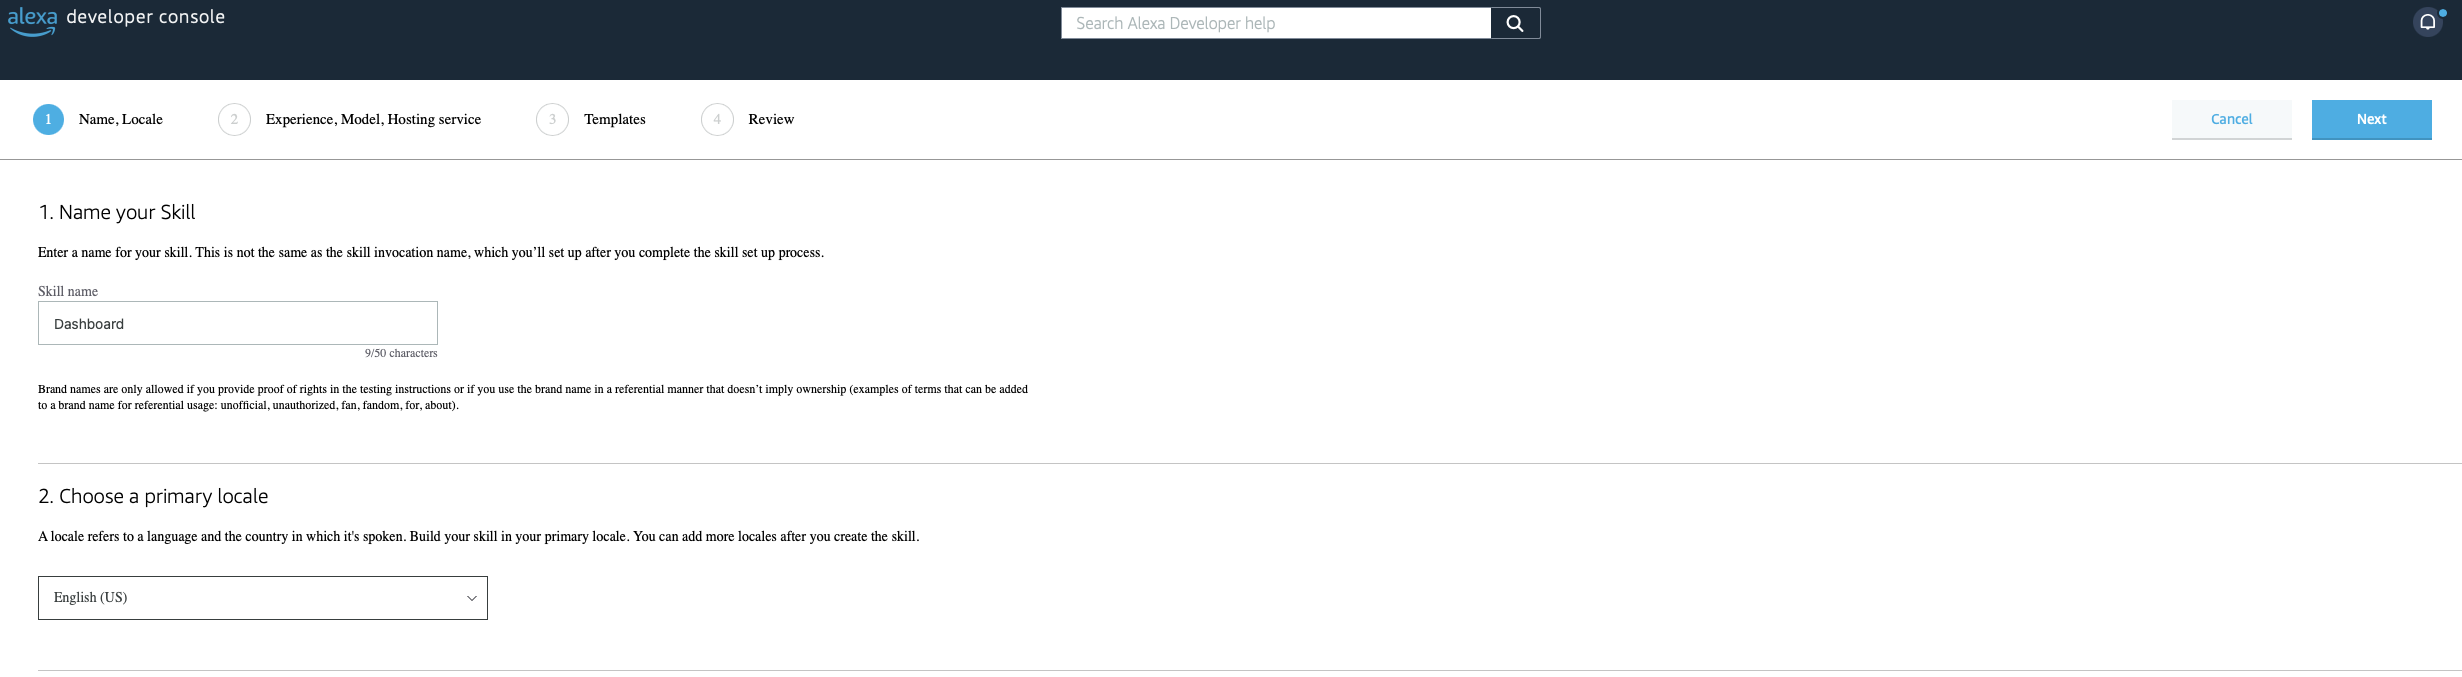 alexa developer console
Search Alexa Developer help
1 Name, Locale
2 Experience, Model, Hosting service
3 Templates
4 Review
Cancel
Next
1. Name your Skill
Enter a name for your skill. This is not the same as the skill invocation name, which you’ll set up after you complete the skill set up process.
Skill name
Dashboard
9/50 characters
Brand names are only allowed if you provide proof of rights in the testing instructions or if you use the brand name in a referential manner that doesn’t imply ownership (examples of terms that can be added
to a brand name for referential usage: unofficial, unauthorized, fan, fandom, for, about).
2. Choose a primary locale
A locale refers to a language and the country in which it's spoken. Build your skill in your primary locale. You can add more locales after you create the skill.
English (US)